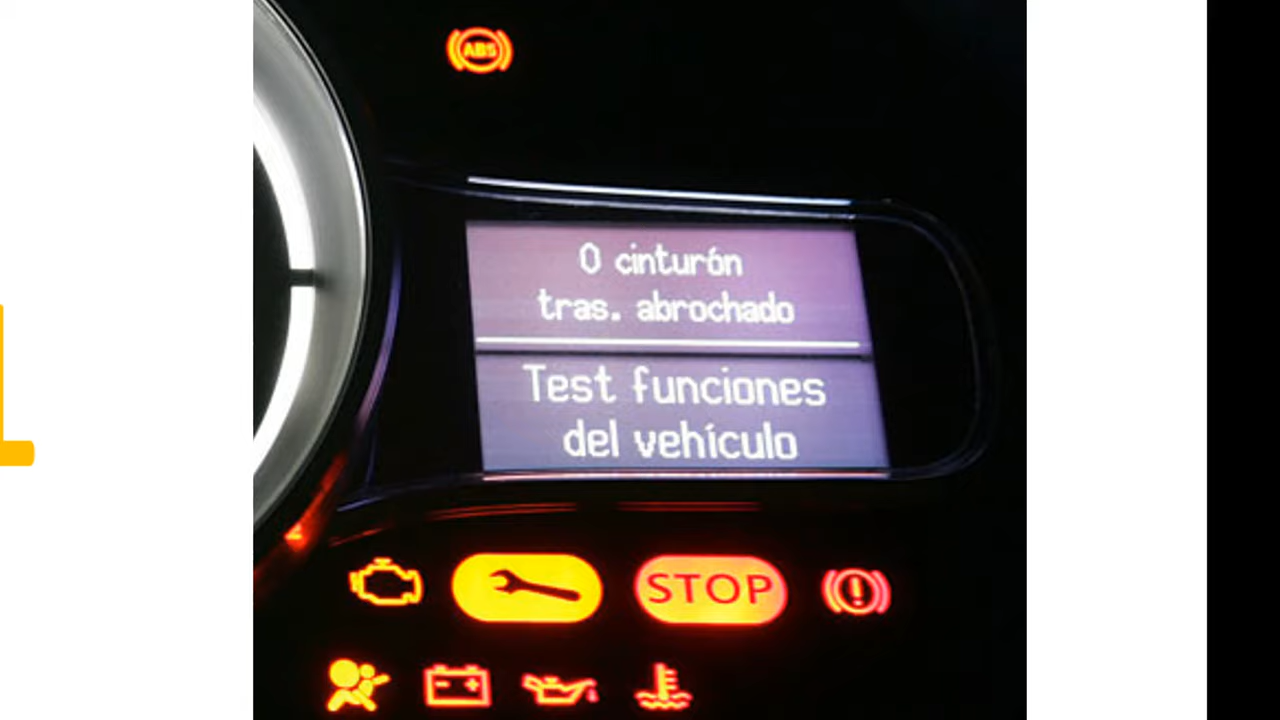 ABS
0 cinturón
tras. abrochado
Test funciones
del vehículo
STOP